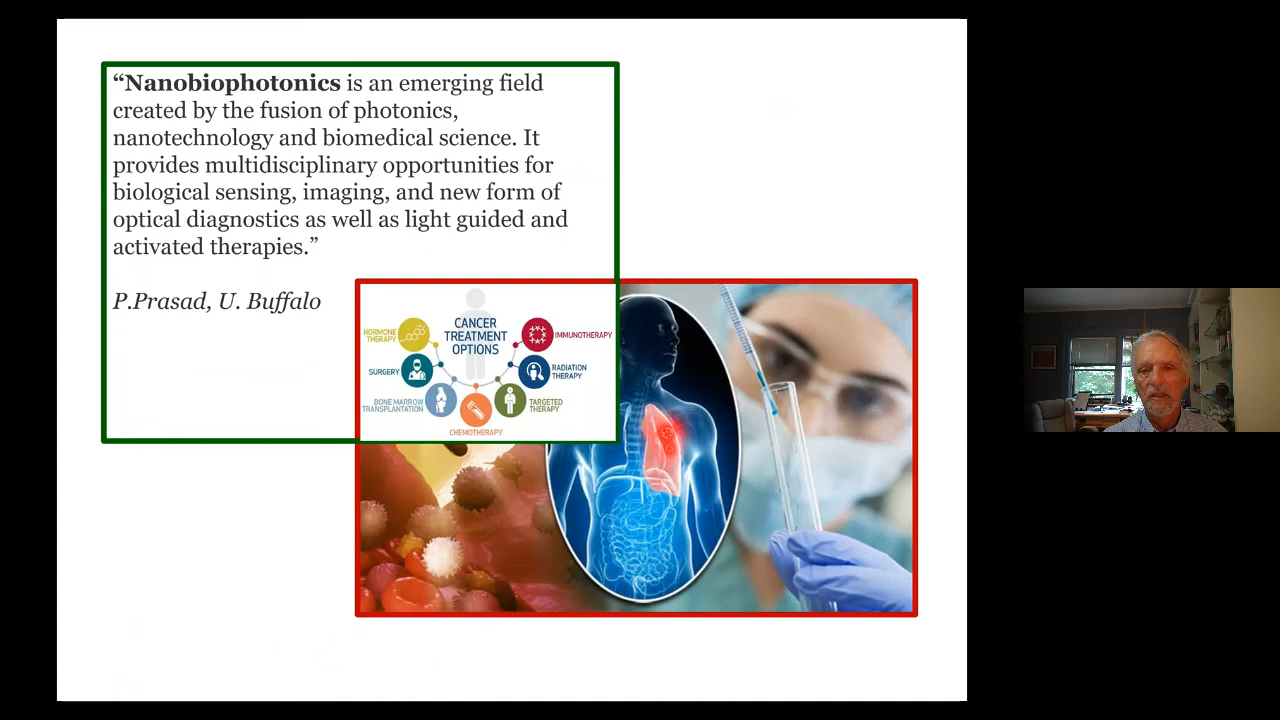 “Nanobiophotonics is an emerging field
created by the fusion of photonics,
nanotechnology and biomedical science. It
provides multidisciplinary opportunities for
biological sensing, imaging, and new form of
optical diagnostics as well as light guided and
activated therapies.”
P.Prasad, U. Buffalo
CANCER
TREATMENT
OPTIONS
HORMONE
THERAPY
SURGERY
BONE MARROW
TRANSPLANTATION
CHEMOTHERAPY
TARGETED
THERAPY
RADIATION
THERAPY
IMMUNOTHERAPY